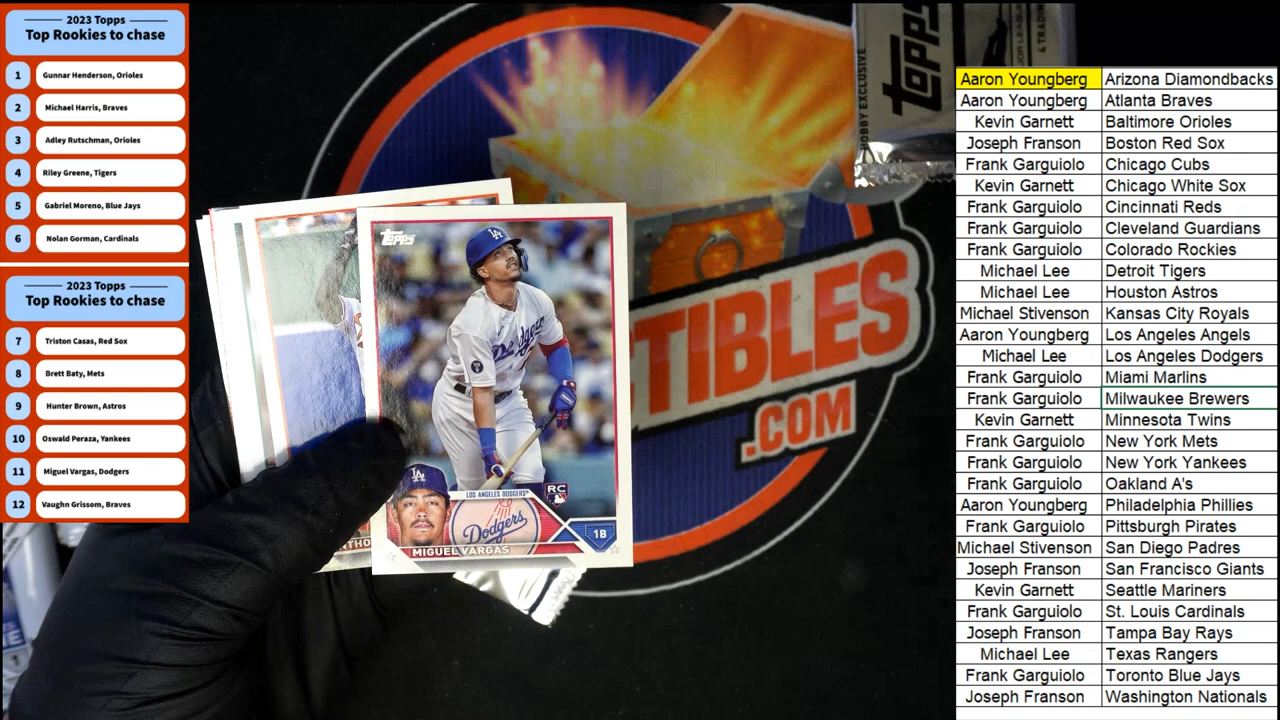 2023 Topps
Top Rookies to chase
1 Gunnar Henderson, Orioles
2 Michael Harris, Braves
3 Adley Rutschman, Orioles
4 Riley Greene, Tigers
5 Gabriel Moreno, Blue Jays
6 Nolan Gorman, Cardinals
2023 Topps
Top Rookies to chase
7 Triston Casas, Red Sox
8 Brett Baty, Mets
9 Hunter Brown, Astros
10 Oswald Peraza, Yankees
11 Miguel Vargas, Dodgers
12 Vaughn Grissom, Braves
Topps
LA
Dodgers
LA
LOS ANGELES DODGERS
RC
Dodgers
1B
MIGUEL VARGAS
NTHO
TIBLES
.COM
HOBBY EXCLUSIVE
Topps
Aaron Youngberg Arizona Diamondbacks
Aaron Youngberg Atlanta Braves
Kevin Garnett Baltimore Orioles
Joseph Franson Boston Red Sox
Frank Garguiolo Chicago Cubs
Kevin Garnett Chicago White Sox
Frank Garguiolo Cincinnati Reds
Frank Garguiolo Cleveland Guardians
Frank Garguiolo Colorado Rockies
Michael Lee Detroit Tigers
Michael Lee Houston Astros
Michael Stivenson Kansas City Royals
Aaron Youngberg Los Angeles Angels
Michael Lee Los Angeles Dodgers
Frank Garguiolo Miami Marlins
Frank Garguiolo Milwaukee Brewers
Kevin Garnett Minnesota Twins
Frank Garguiolo New York Mets
Frank Garguiolo New York Yankees
Frank Garguiolo Oakland A's
Aaron Youngberg Philadelphia Phillies
Frank Garguiolo Pittsburgh Pirates
Michael Stivenson San Diego Padres
Joseph Franson San Francisco Giants
Kevin Garnett Seattle Mariners
Frank Garguiolo St. Louis Cardinals
Joseph Franson Tampa Bay Rays
Michael Lee Texas Rangers
Frank Garguiolo Toronto Blue Jays
Joseph Franson Washington Nationals